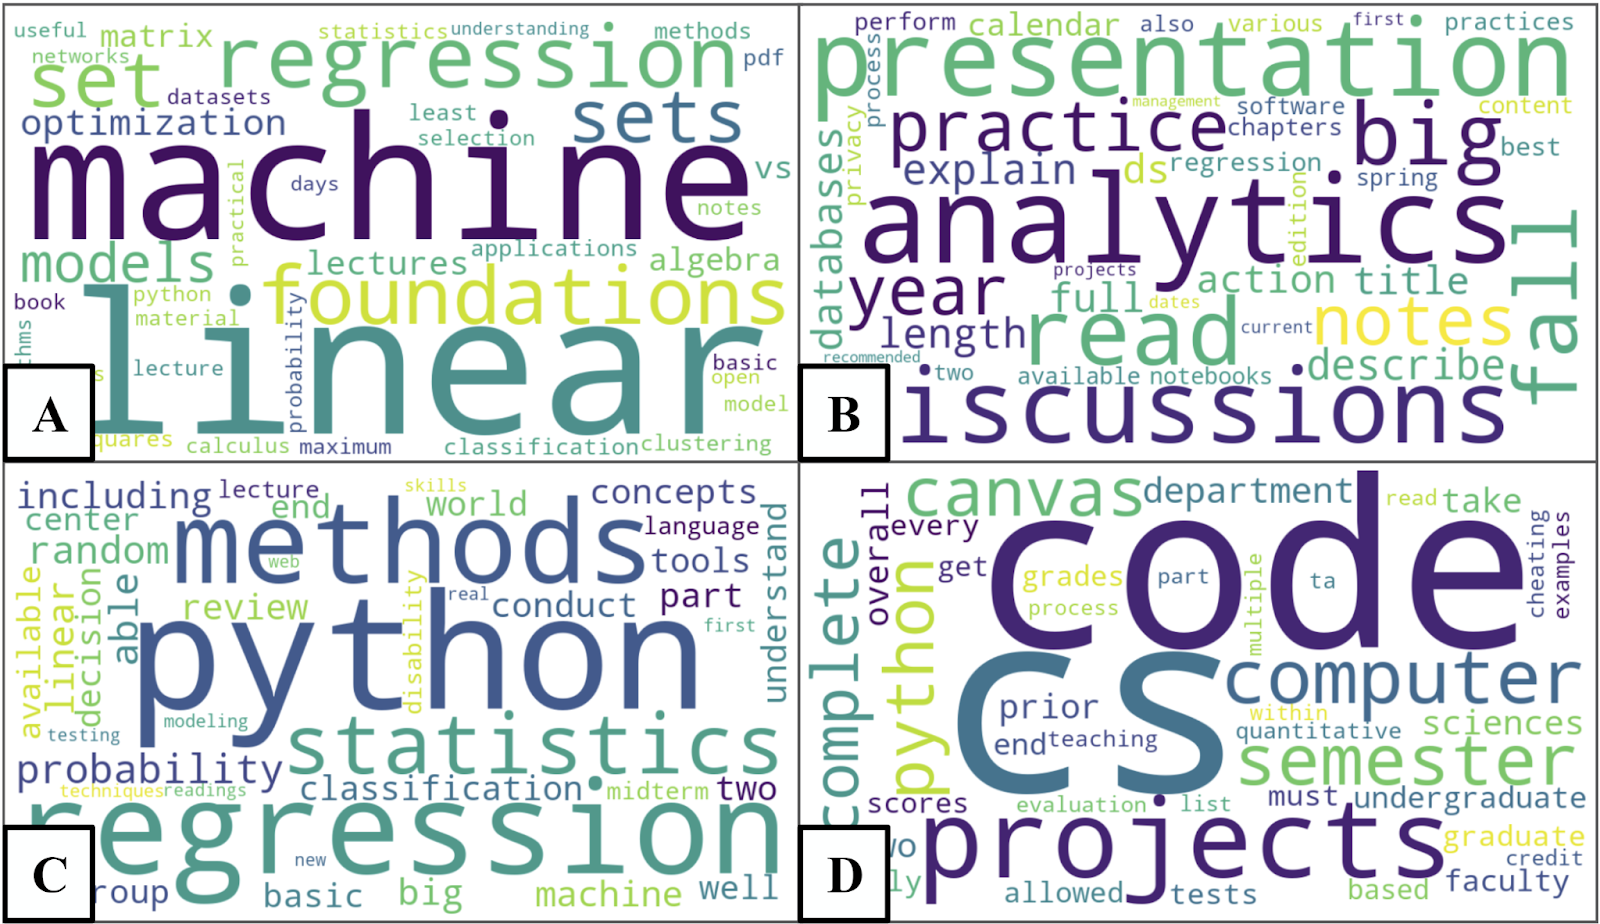 useful matrix regression statistics understanding methods
networks set pdf
datasets least sets
optimization selection
machine vs
practical days notes
models lectures applications algebra
book python foundations
material probability
linear
lecture basic
open
model
calculus maximum classification clustering
A
perform calendar also various first practices
process presentation
management software content
practice chapters big best
privacy explain ds regression spring
databases analytics edition
year projects action title fall
full dates
length read current notes
recommended two available notebooks describe
iscussions
B
including lecture skills concepts
center end world language
random methods web tools understand
available linear decision able review disability real conduct part first
python
modeling
testing statistics
probability classification midterm two
techniques readings
regression
new
roup basic big machine well
C
canvas department read take
overall every code cheating examples
get grades part ta
complete python process multiple
cs computer
prior within sciences
end teaching quantitative
semester
scores evaluation list must undergraduate
projects graduate
credit
allowed tests based faculty
D